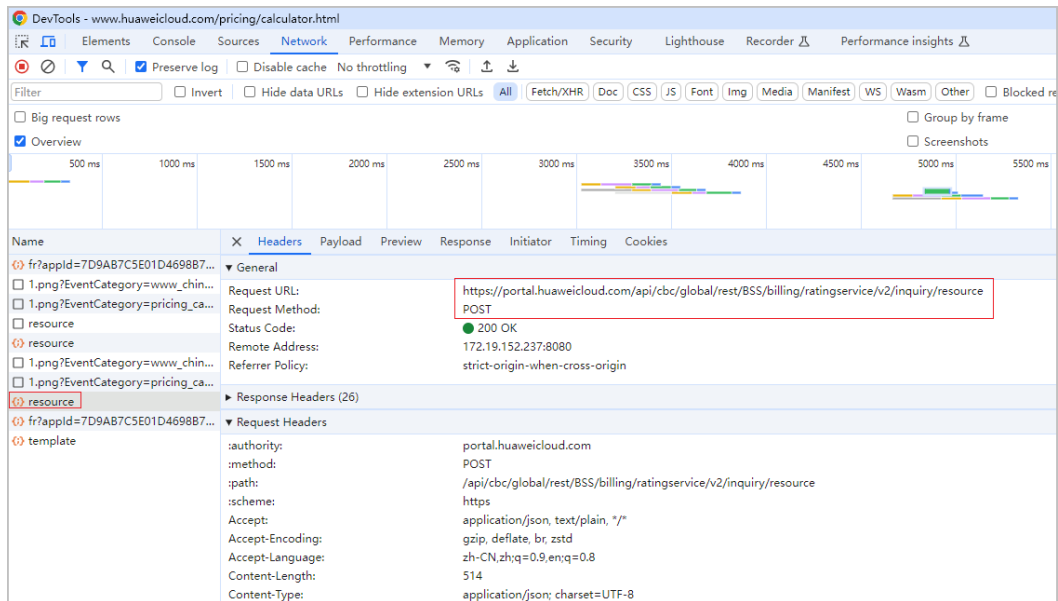 DevTools - www.huaweicloud.com/pricing/calculator.html
Elements Console Sources Network Performance Memory Application Security Lighthouse Recorder Performance insights
Preserve log Disable cache No throttling
Filter Invert Hide data URLs Hide extension URLs All Fetch/XHR Doc CSS JS Font Img Media Manifest WS Wasm Other Blocked re
Big request rows Group by frame
Overview Screenshots
500 ms 1000 ms 1500 ms 2000 ms 2500 ms 3000 ms 3500 ms 4000 ms 4500 ms 5000 ms 5500 ms
Name Headers Payload Preview Response Initiator Timing Cookies
fr?appId=7D9AB7C5E01D4698B7... General
1.png?EventCategory=www_chin... Request URL: https://portal.huaweicloud.com/api/cbc/global/rest/BSS/billing/ratingservice/v2/inquiry/resource
1.png?EventCategory=pricing_ca... Request Method: POST
resource Status Code: 200 OK
resource Remote Address: 172.19.152.237:8080
1.png?EventCategory=www_chin... Referrer Policy: strict-origin-when-cross-origin
1.png?EventCategory=pricing_ca...
resource Response Headers (26)
fr?appId=7D9AB7C5E01D4698B7... Request Headers
template :authority: portal.huaweicloud.com
:method: POST
:path: /api/cbc/global/rest/BSS/billing/ratingservice/v2/inquiry/resource
:scheme: https
Accept: application/json, text/plain, */*
Accept-Encoding: gzip, deflate, br, zstd
Accept-Language: zh-CN,zh;q=0.9,en;q=0.8
Content-Length: 514
Content-Type: application/json; charset=UTF-8